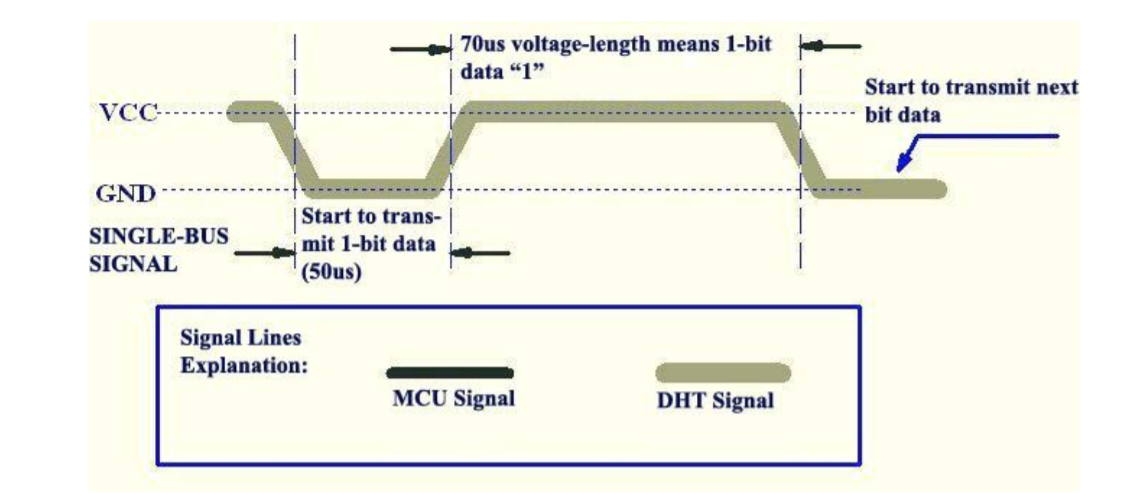 70us voltage-length means 1-bit
data “1”
Start to transmit next
bit data
VCC
GND
Start to trans-
mit 1-bit data
(50us)
SINGLE-BUS
SIGNAL
Signal Lines
Explanation:
MCU Signal
DHT Signal